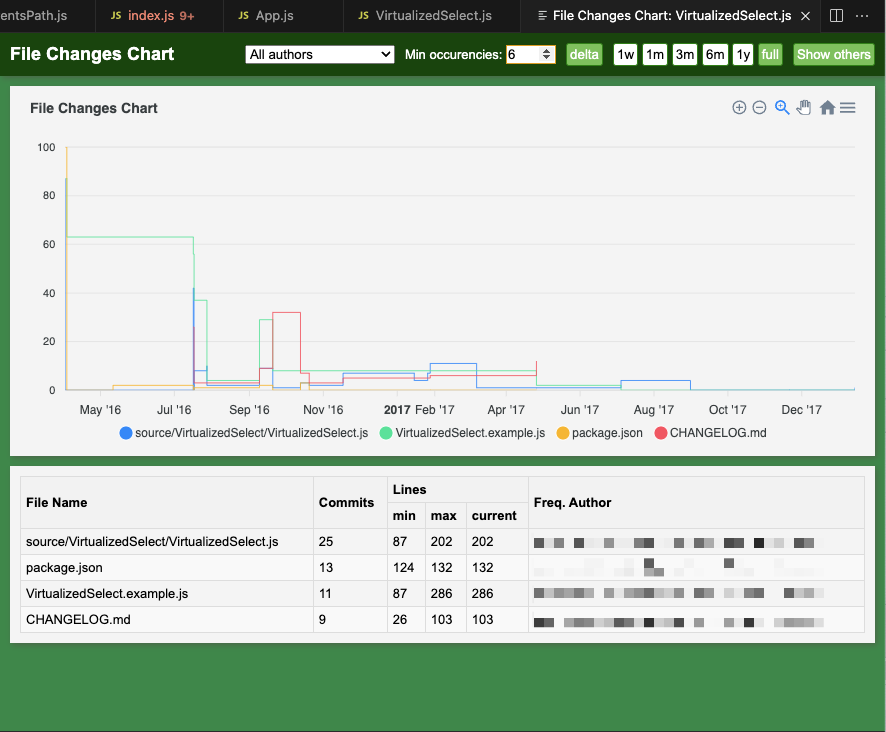 entsPath.js JS index.js 9+ JS App.js JS VirtualizedSelect.js File Changes Chart: VirtualizedSelect.js
File Changes Chart All authors Min occurencies: 6 delta 1w 1m 3m 6m 1y full Show others
File Changes Chart
100
80
60
40
20
0
May '16 Jul '16 Sep '16 Nov '16 2017 Feb '17 Apr '17 Jun '17 Aug '17 Oct '17 Dec '17
source/VirtualizedSelect/VirtualizedSelect.js VirtualizedSelect.example.js package.json CHANGELOG.md
File Name Commits Lines Freq. Author
min max current
source/VirtualizedSelect/VirtualizedSelect.js 25 87 202 202
package.json 13 124 132 132
VirtualizedSelect.example.js 11 87 286 286
CHANGELOG.md 9 26 103 103